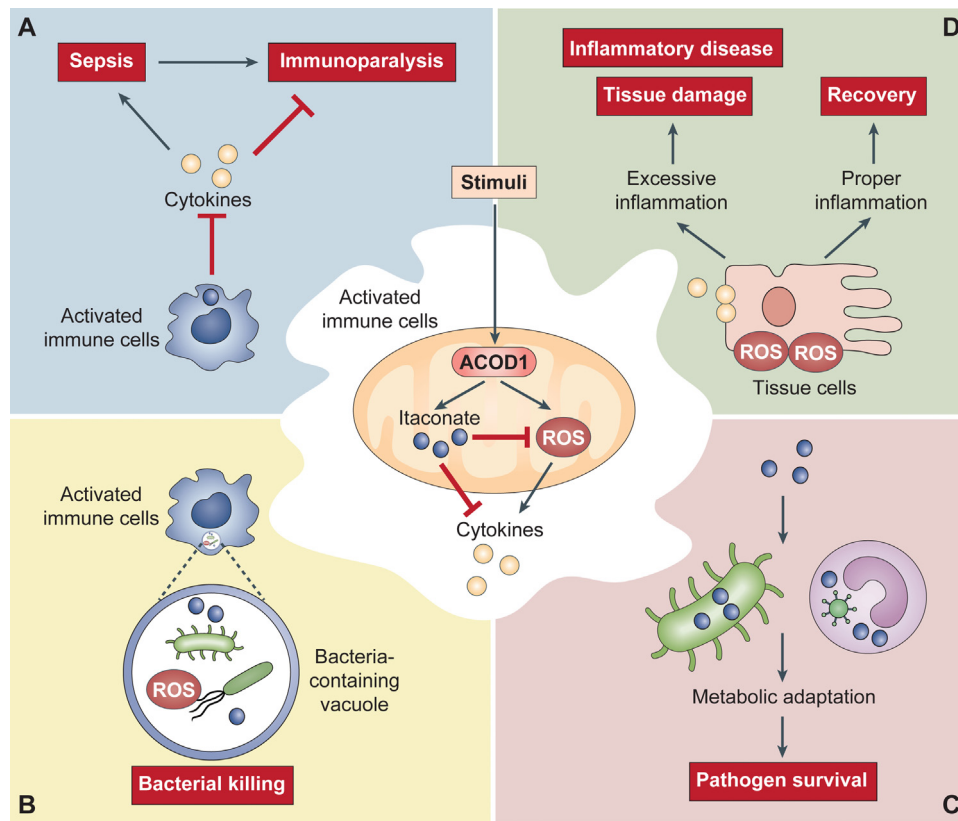 A
Sepsis
Immunoparalysis
Cytokines
Activated
immune cells
D
Inflammatory disease
Tissue damage
Recovery
Excessive
inflammation
Proper
inflammation
ROS
ROS
Tissue cells
Stimuli
Activated
immune cells
ACOD1
Itaconate
ROS
Cytokines
Activated
immune cells
ROS
Bacteria-
containing
vacuole
Bacterial killing
B
Metabolic adaptation
Pathogen survival
C